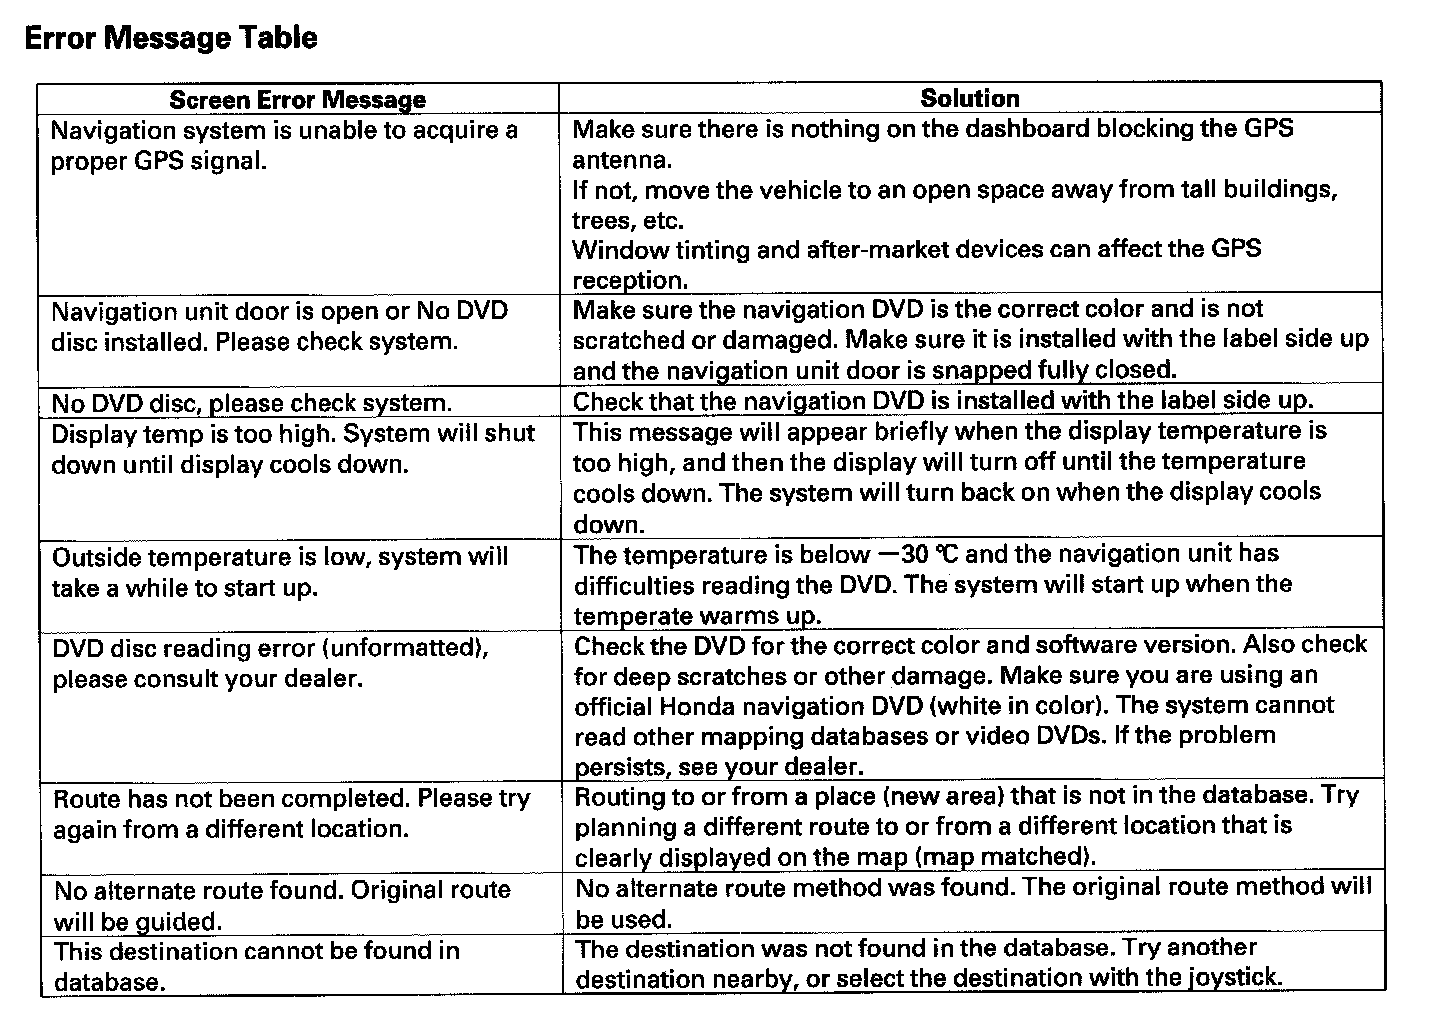 Error Message Table
Screen Error Message
Solution
Navigation system is unable to acquire a
proper GPS signal.
Make sure there is nothing on the dashboard blocking the GPS
antenna.
If not, move the vehicle to an open space away from tall buildings,
trees, etc.
Window tinting and after-market devices can affect the GPS
reception.
Navigation unit door is open or No DVD
disc installed. Please check system.
Make sure the navigation DVD is the correct color and is not
scratched or damaged. Make sure it is installed with the label side up
and the navigation unit door is snapped fully closed.
No DVD disc, please check system.
Check that the navigation DVD is installed with the label side up.
Display temp is too high. System will shut
down until display cools down.
This message will appear briefly when the display temperature is
too high, and then the display will turn off until the temperature
cools down. The system will turn back on when the display cools
down.
Outside temperature is low, system will
take a while to start up.
The temperature is below —30 °C and the navigation unit has
difficulties reading the DVD. The system will start up when the
temperate warms up.
DVD disc reading error (unformatted),
please consult your dealer.
Check the DVD for the correct color and software version. Also check
for deep scratches or other damage. Make sure you are using an
official Honda navigation DVD (white in color). The system cannot
read other mapping databases or video DVDs. If the problem
persists, see your dealer.
Route has not been completed. Please try
again from a different location.
Routing to or from a place (new area) that is not in the database. Try
planning a different route to or from a different location that is
clearly displayed on the map (map matched).
No alternate route found. Original route
will be guided.
No alternate route method was found. The original route method will
be used.
This destination cannot be found in
database.
The destination was not found in the database. Try another
destination nearby, or select the destination with the joystick.